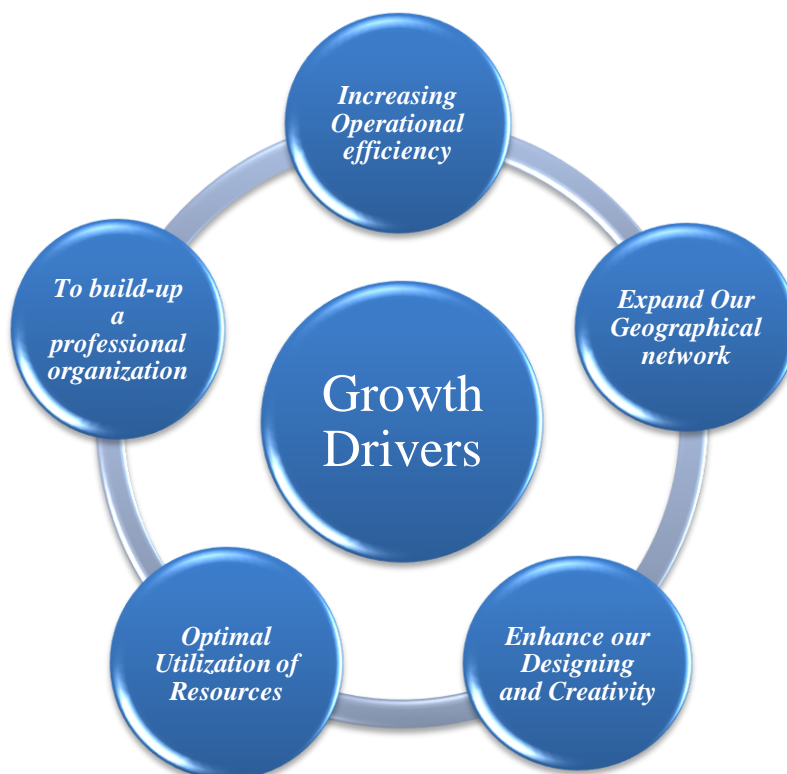 Increasing
Operational
efficiency
Expand Our
Geographical
network
Enhance our
Designing
and Creativity
Optimal
Utilization of
Resources
To build-up
a
professional
organization
Growth
Drivers